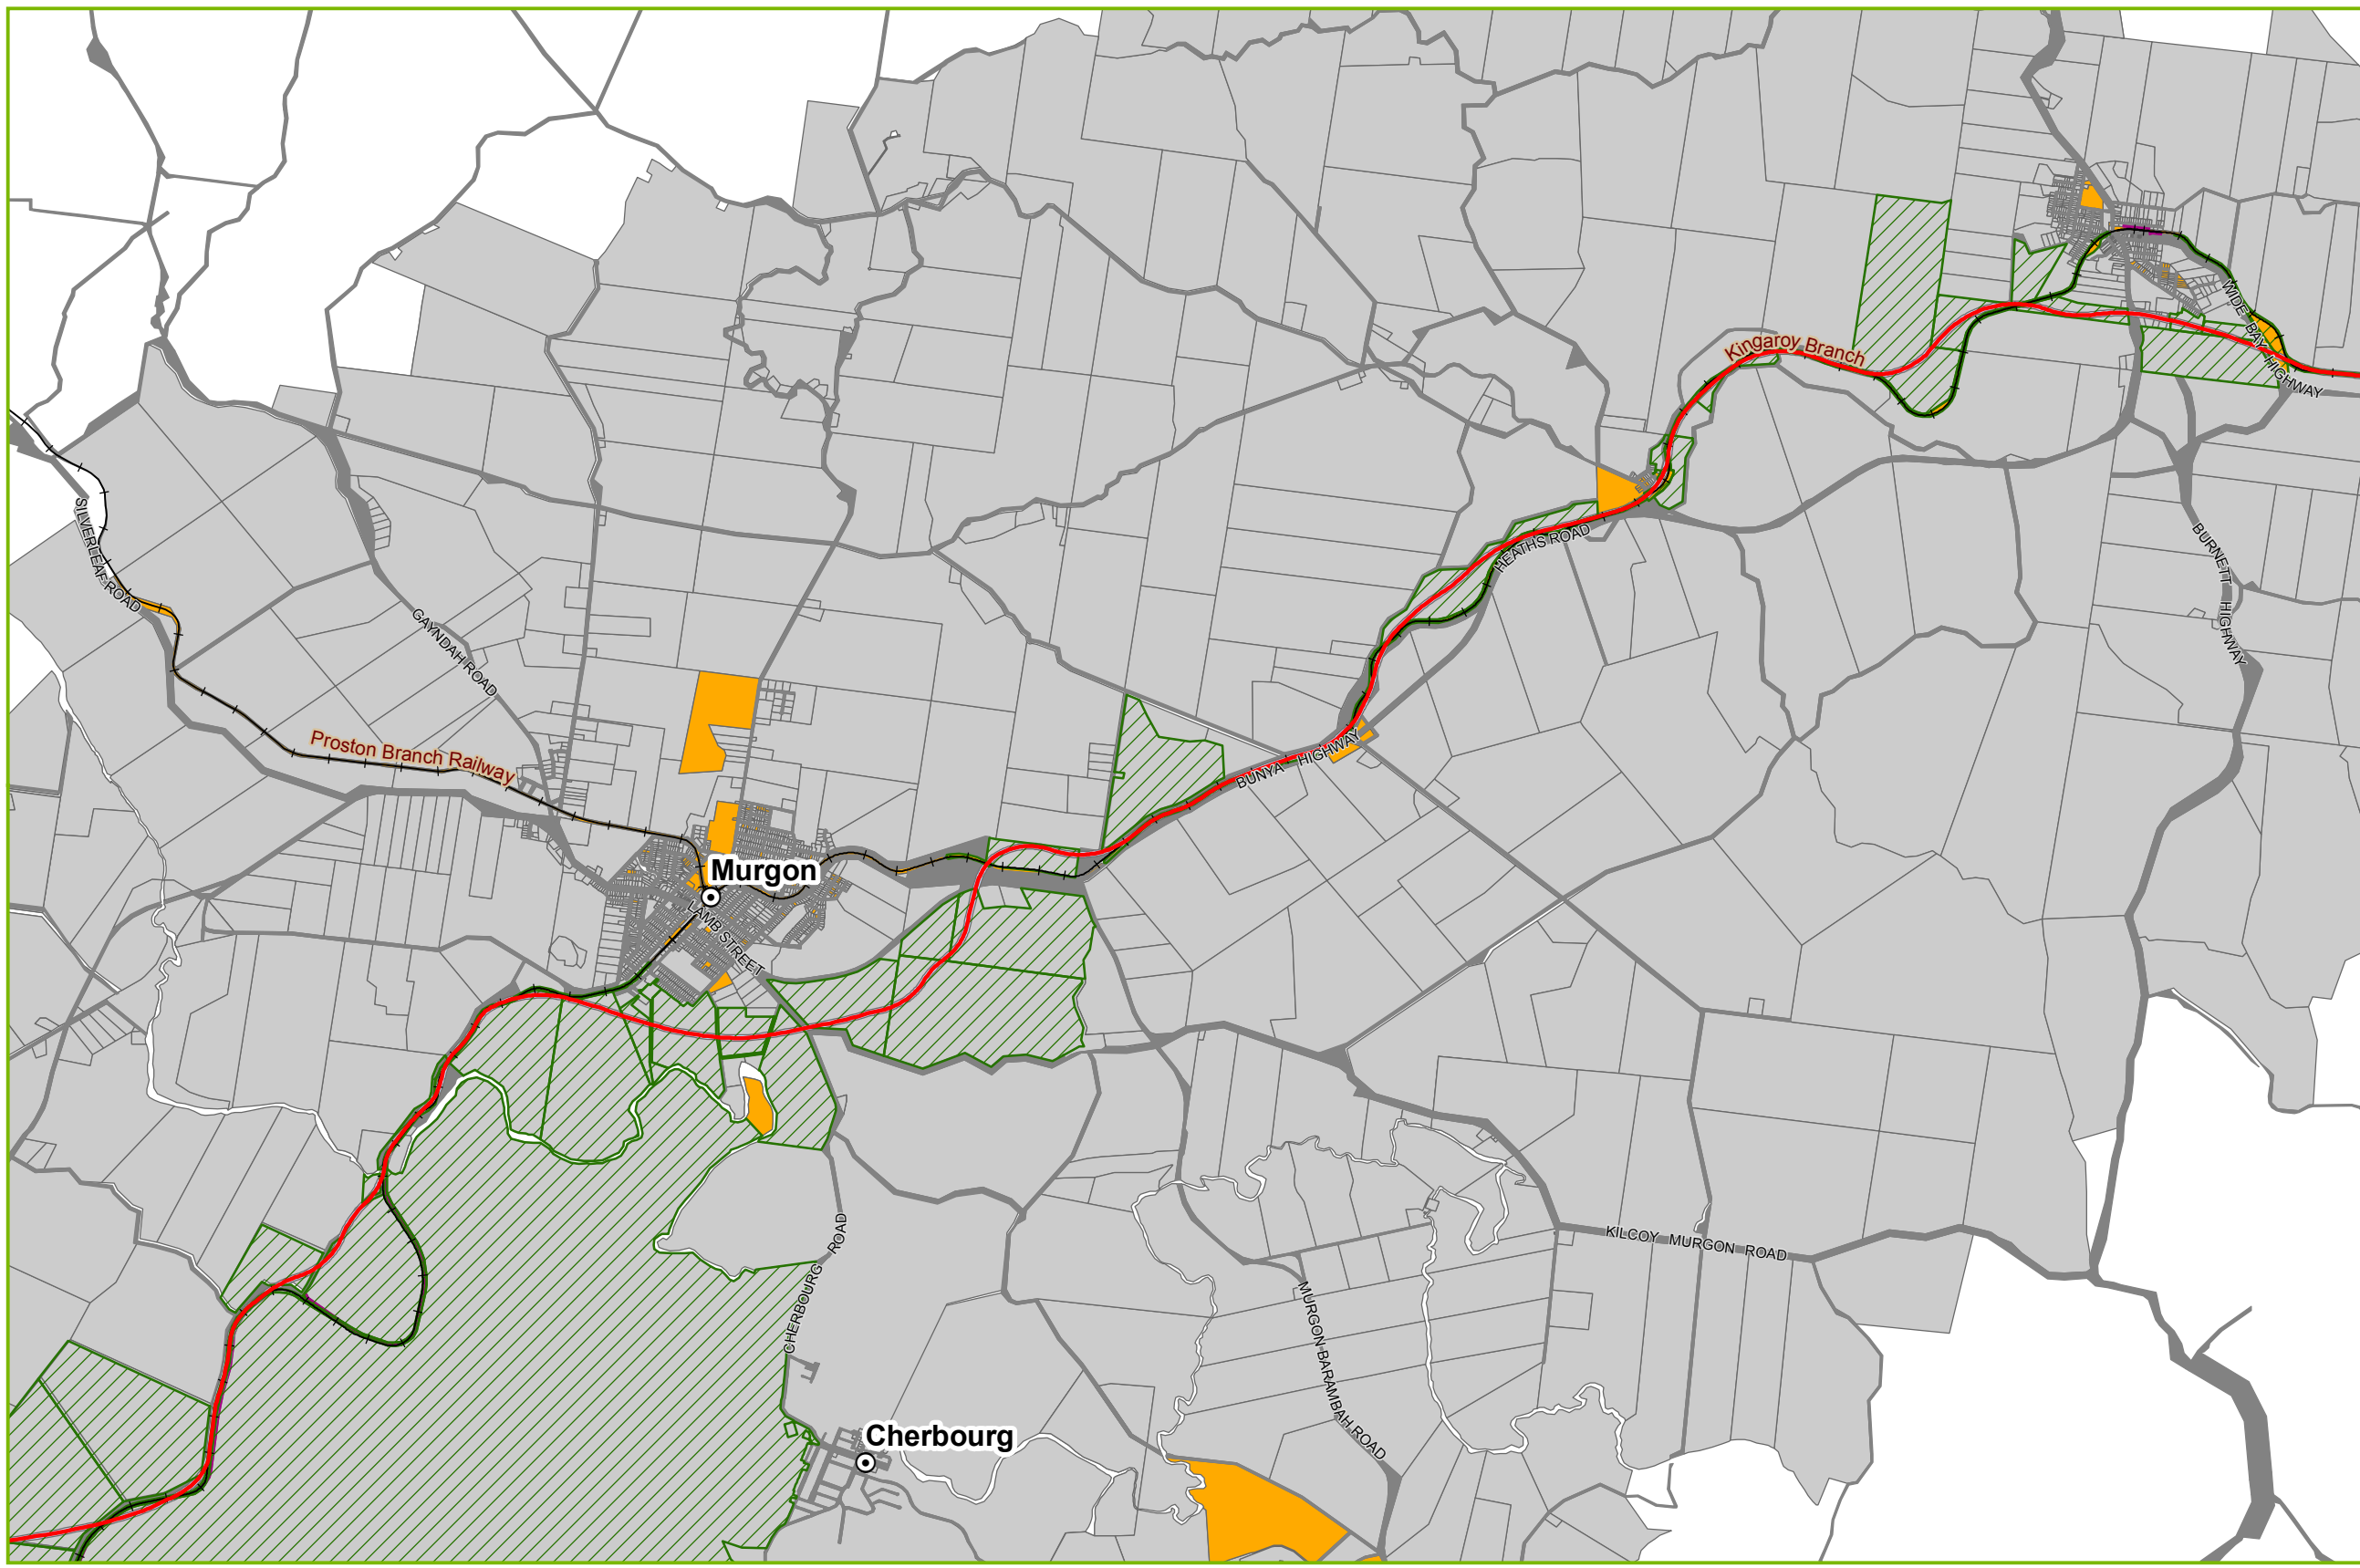 WIDE BAY HIGHWAY
Kingaroy Branch
HEATHS ROAD
BURNETT HIGHWAY
SILVERLEAF ROAD
GAYNDAH ROAD
Proston Branch Railway
BUNYA HIGHWAY
Murgon
LAMB STREET
CHERBOURG ROAD
KILCOY MURGON ROAD
MURGON BARAMBAH ROAD
Cherbourg